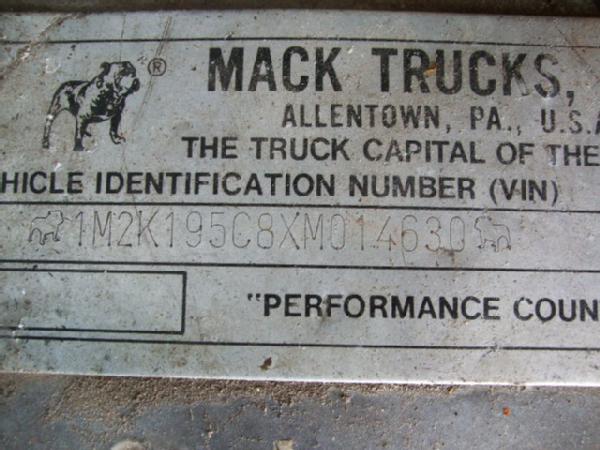 ® MACK TRUCKS,
ALLENTOWN, PA., U.S.A
THE TRUCK CAPITAL OF THE
HICLE IDENTIFICATION NUMBER (VIN)
1M2K195C8XM014630
"PERFORMANCE COUN